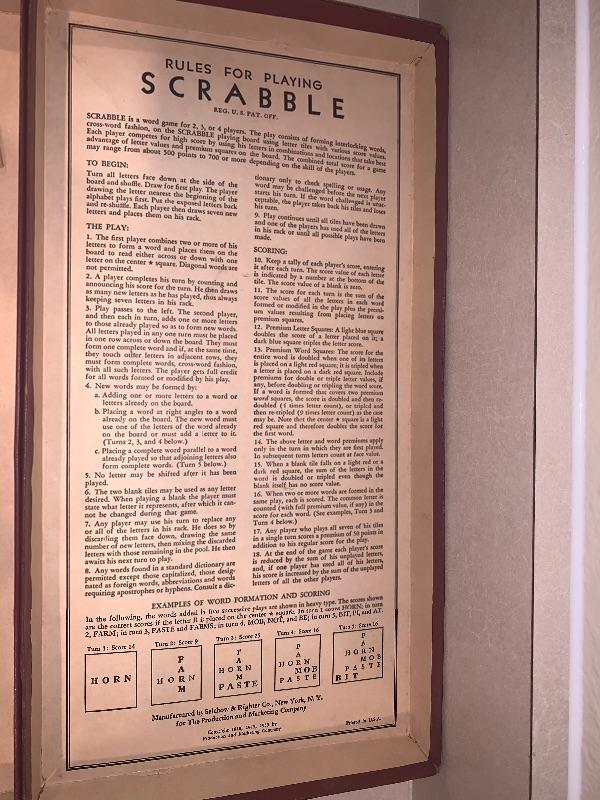 RULES FOR PLAYING
SCRABBLE
REG. U. S. PAT. OFF.
SCRABBLE is a word game for 2, 3, or 4 players. The play consists of forming interlocking words,
cross-word fashion, on the SCRABBLE playing board using letter tiles with various score values.
Each player competes for high score by using his letters in combinations and locations that take best
advantage of letter values and premium squares on the board. The combined total score for a game
may range from about 500 points to 700 or more depending on the skill of the players.
TO BEGIN:
Turn all letters face down at the side of the
board and shuffle. Draw for first play. The player
drawing the letter nearest the beginning of the
alphabet plays first. Put the exposed letters back
and re-shuffle. Each player then draws seven new
letters and places them on his rack.
THE PLAY:
1. The first player combines two or more of his
letters to form a word and places them on the
board to read either across or down with one
letter on the center ★ square. Diagonal words are
not permitted.
2. A player completes his turn by counting and
announcing his score for the turn. He then draws
as many new letters as he has played, thus always
keeping seven letters in his rack.
3. Play passes to the left. The second player,
and then each in turn, adds one or more letters
to those already played so as to form new words.
All letters played in any one turn must be placed
in one row across or down the board. They must
form one complete word and if, at the same time,
they touch other letters in adjacent rows, they
must form complete words, cross-word fashion,
with all such letters. The player gets full credit
for all words formed or modified by his play.
4. New words may be formed by:
a. Adding one or more letters to a word or
letters already on the board.
b. Placing a word at right angles to a word
already on the board. The new word must
use one of the letters of the word already
on the board or must add a letter to it.
(Turns 2, 3, and 4 below.)
c. Placing a complete word parallel to a word
already played so that adjoining letters also
form complete words. (Turn 5 below.)
5. No letter may be shifted after it has been
played.
6. The two blank tiles may be used as any letter
desired. When playing a blank the player must
state what letter it represents, after which it can-
not be changed during that game.
7. Any player may use his turn to replace any
or all of the letters in his rack. He does so by
discarding them face down, drawing the same
number of new letters, then mixing the discarded
letters with those remaining in the pool. He then
awaits his next turn to play.
8. Any words found in a standard dictionary are
permitted except those capitalized, those desig-
nated as foreign words, abbreviations and words
requiring apostrophes or hyphens. Consult a dic-
tionary only to check spelling or usage. Any
word may be challenged before the next player
starts his turn. If the word challenged is unac-
ceptable, the player takes back his tiles and loses
his turn.
9. Play continues until all tiles have been drawn
and one of the players has used all of the letters
in his rack or until all possible plays have been
made.
SCORING:
10. Keep a tally of each player's score, entering
it after each turn. The score value of each letter
is indicated by a number at the bottom of the
tile. The score value of a blank is zero.
11. The score for each turn is the sum of the
score values of all the letters in each word
formed or modified in the play plus the premi-
um values resulting from placing letters on
premium squares.
12. Premium Letter Squares: A light blue square
doubles the score of a letter placed on it; a
dark blue square triples the letter score.
13. Premium Word Squares: The score for the
entire word is doubled when one of its letters
is placed on a light red square; it is tripled when
a letter is placed on a dark red square. Include
premiums for double or triple letter values, if
any, before doubling or tripling the word score.
If a word is formed that covers two premium
word squares, the score is doubled and then re-
doubled (4 times letter count), or tripled and
then re-tripled (9 times letter count) as the case
may be. Note that the center ★ square is a light
red square and therefore doubles the score for
the first word.
14. The above letter and word premiums apply
only in the turn in which they are first played.
In subsequent turns letters count at face value.
15. When a blank tile falls on a light red or a
dark red square, the sum of the letters in the
word is doubled or tripled even though the
blank itself has no score value.
16. When two or more words are formed in the
same play, each is scored. The common letter is
counted (with full premium value, if any) in the
score for each word. (See examples, Turn 3 and
Turn 4 below.)
17. Any player who plays all seven of his tiles
in a single turn scores a premium of 50 points in
addition to his regular score for the play.
18. At the end of the game each player's score
is reduced by the sum of his unplayed letters,
and, if one player has used all of his letters,
his score is increased by the sum of the unplayed
letters of all the other players.
EXAMPLES OF WORD FORMATION AND SCORING
In the following, the words added in five successive plays are shown in heavy type. The scores shown
are the correct scores if the letter R is placed on the center ★ square. In turn 1 count HORN; in turn
2, FARM; in turn 3, PASTE and FARMS; in turn 4, MOB, NOT, and BE; in turn 5, BIT, PI, and AT.
Turn 1: Score 14 Turn 2: Score 9 Turn 3: Score 25 Turn 4: Score 16 Turn 5: Score 16
HORN
F
A
HORN
M
F
A
HORN
M
PASTE
F
A
HORN
MOB
PASTE
F
A
HORN
MOB
PASTE
BIT
Manufactured by Selchow & Righter Co., New York, N. Y.
for The Production and Marketing Company
Production and Marketing Company
Printed in U.S.A.